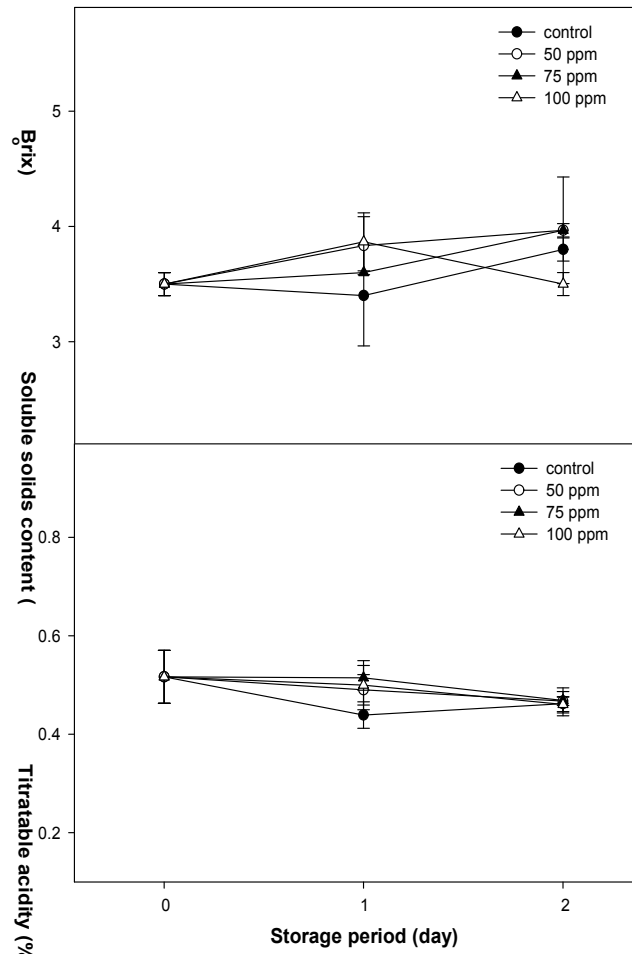 control
50 ppm
75 ppm
100 ppm
5
4
3
Soluble solids content (
oBrix)
control
50 ppm
75 ppm
100 ppm
0.8
0.6
0.4
0.2
Titratable acidity (%
0
1
2
Storage period (day)